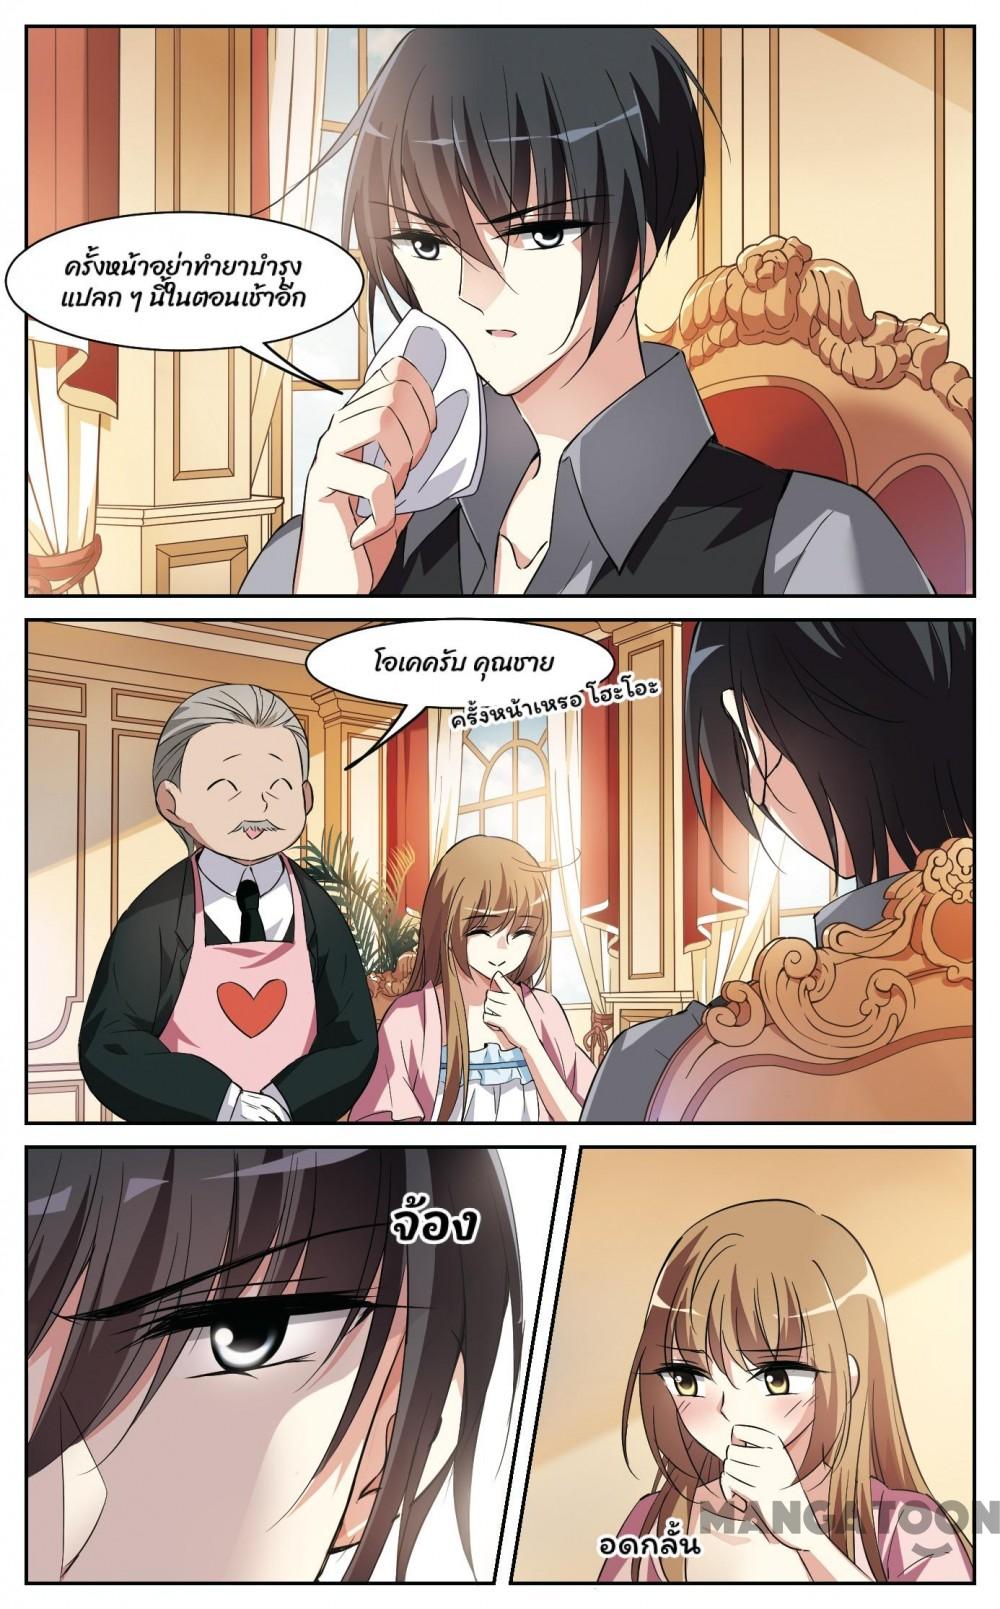 ครั้งหน้าอย่าทำยาบำรุง
แปลก ๆ นี้ในตอนเช้าอีก
โอเคครับ คุณชาย
ครั้งหน้าเหรอ โฮะโอะ
จ้อง
อดกลั้น
MANGATOON